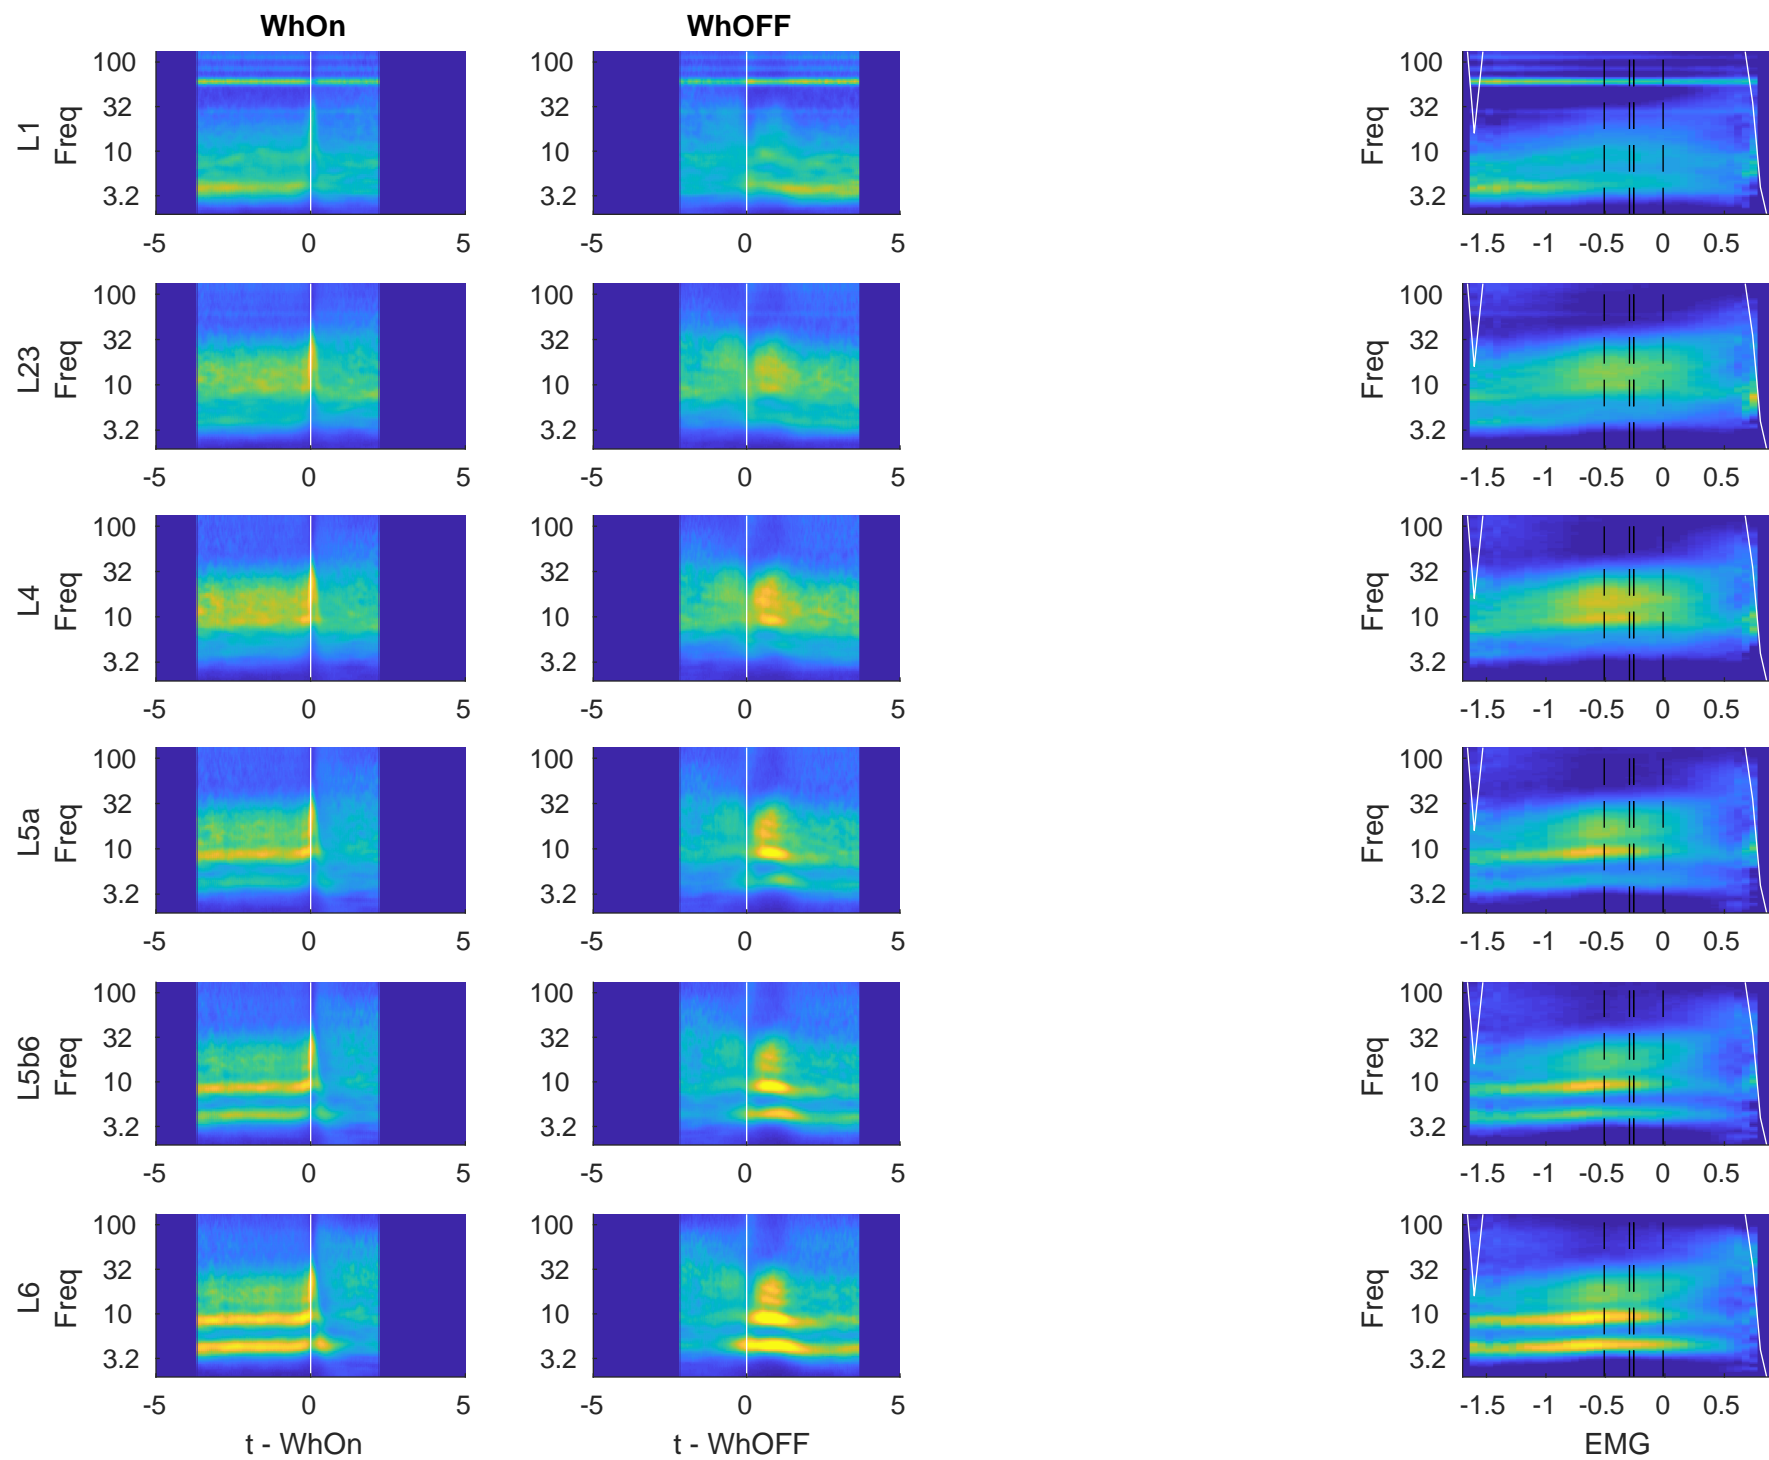 WhOn WhOFF
L1 Freq 100 32 10 3.2 -5 0 5
100 32 10 3.2 -5 0 5
Freq 100 32 10 3.2 -1.5 -1 -0.5 0 0.5
L23 Freq 100 32 10 3.2 -5 0 5
100 32 10 3.2 -5 0 5
Freq 100 32 10 3.2 -1.5 -1 -0.5 0 0.5
L4 Freq 100 32 10 3.2 -5 0 5
100 32 10 3.2 -5 0 5
Freq 100 32 10 3.2 -1.5 -1 -0.5 0 0.5
L5a Freq 100 32 10 3.2 -5 0 5
100 32 10 3.2 -5 0 5
Freq 100 32 10 3.2 -1.5 -1 -0.5 0 0.5
L5b6 Freq 100 32 10 3.2 -5 0 5
100 32 10 3.2 -5 0 5
Freq 100 32 10 3.2 -1.5 -1 -0.5 0 0.5
L6 Freq 100 32 10 3.2 -5 0 5
100 32 10 3.2 -5 0 5
Freq 100 32 10 3.2 -1.5 -1 -0.5 0 0.5
t - WhOn t - WhOFF EMG